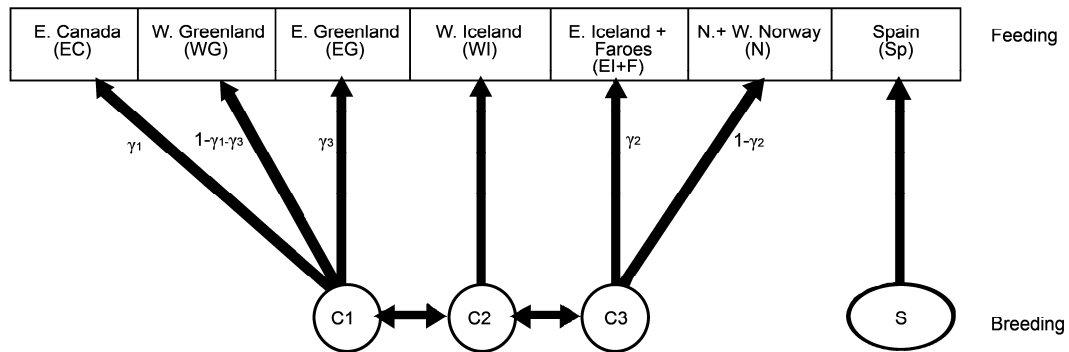 E. Canada
(EC)
W. Greenland
(WG)
E. Greenland
(EG)
W. Iceland
(WI)
E. Iceland +
Faroes
(EI+F)
N.+ W. Norway
(N)
Spain
(Sp)
Feeding
γ1
1-γ1-γ3
γ3
γ2
1-γ2
C1
C2
C3
S
Breeding